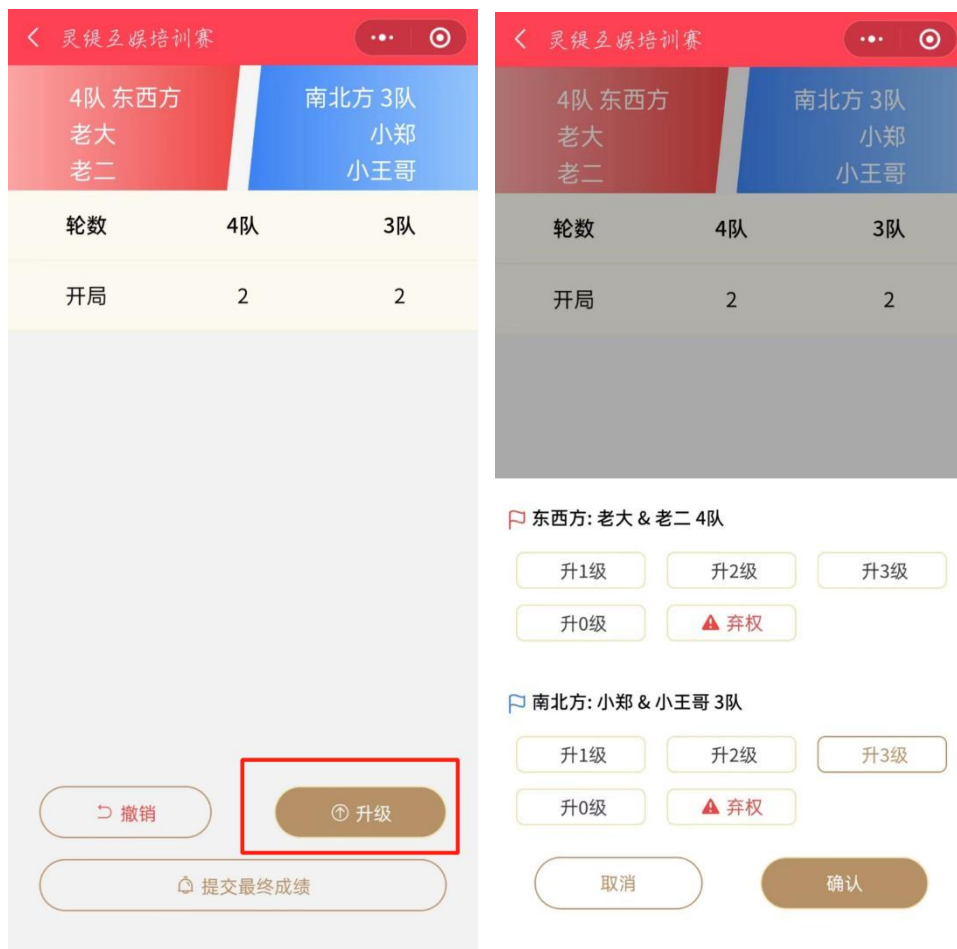 灵缇互娱培训赛
4队 东西方
南北方 3队
老大
小郑
老二
小王哥
轮数 4队 3队
开局 2 2
撤销
升级
提交最终成绩
灵缇互娱培训赛
4队 东西方
南北方 3队
老大
小郑
老二
小王哥
轮数 4队 3队
开局 2 2
东西方: 老大 & 老二 4队
升1级 升2级 升3级
升0级 弃权
南北方: 小郑 & 小王哥 3队
升1级 升2级 升3级
升0级 弃权
取消 确认